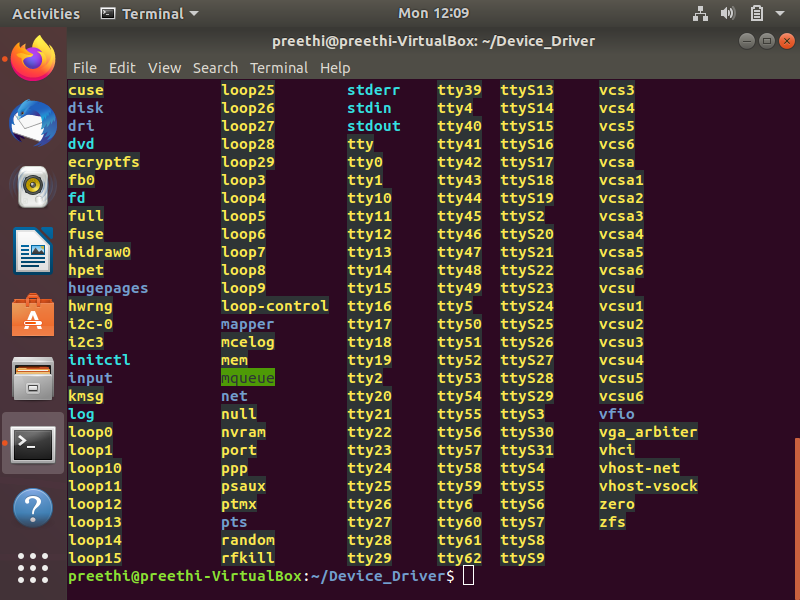 Activities Terminal Mon 12:09
preethi@preethi-VirtualBox: ~/Device_Driver
File Edit View Search Terminal Help
cuse loop25 stderr tty39 ttyS13 vcs3
disk loop26 stdin tty4 ttyS14 vcs4
dri loop27 stdout tty40 ttyS15 vcs5
dvd loop28 tty tty41 ttyS16 vcs6
ecryptfs loop29 tty0 tty42 ttyS17 vcsa
fb0 loop3 tty1 tty43 ttyS18 vcsa1
fd loop4 tty10 tty44 ttyS19 vcsa2
full loop5 tty11 tty45 ttyS2 vcsa3
fuse loop6 tty12 tty46 ttyS20 vcsa4
hidraw0 loop7 tty13 tty47 ttyS21 vcsa5
hpet loop8 tty14 tty48 ttyS22 vcsa6
hugepages loop9 tty15 tty49 ttyS23 vcsu
hwrng loop-control tty16 tty5 ttyS24 vcsu1
i2c-0 mapper tty17 tty50 ttyS25 vcsu2
i2c3 mcelog tty18 tty51 ttyS26 vcsu3
initctl mem tty19 tty52 ttyS27 vcsu4
input mqueue tty2 tty53 ttyS28 vcsu5
kmsg net tty20 tty54 ttyS29 vcsu6
log null tty21 tty55 ttyS3 vfio
loop0 nvram tty22 tty56 ttyS30 vga_arbiter
loop1 port tty23 tty57 ttyS31 vhci
loop10 ppp tty24 tty58 ttyS4 vhost-net
loop11 psaux tty25 tty59 ttyS5 vhost-vsock
loop12 ptmx tty26 tty6 ttyS6 zero
loop13 pts tty27 tty60 ttyS7 zfs
loop14 random tty28 tty61 ttyS8
loop15 rfkill tty29 tty62 ttyS9
preethi@preethi-VirtualBox:~/Device_Driver$